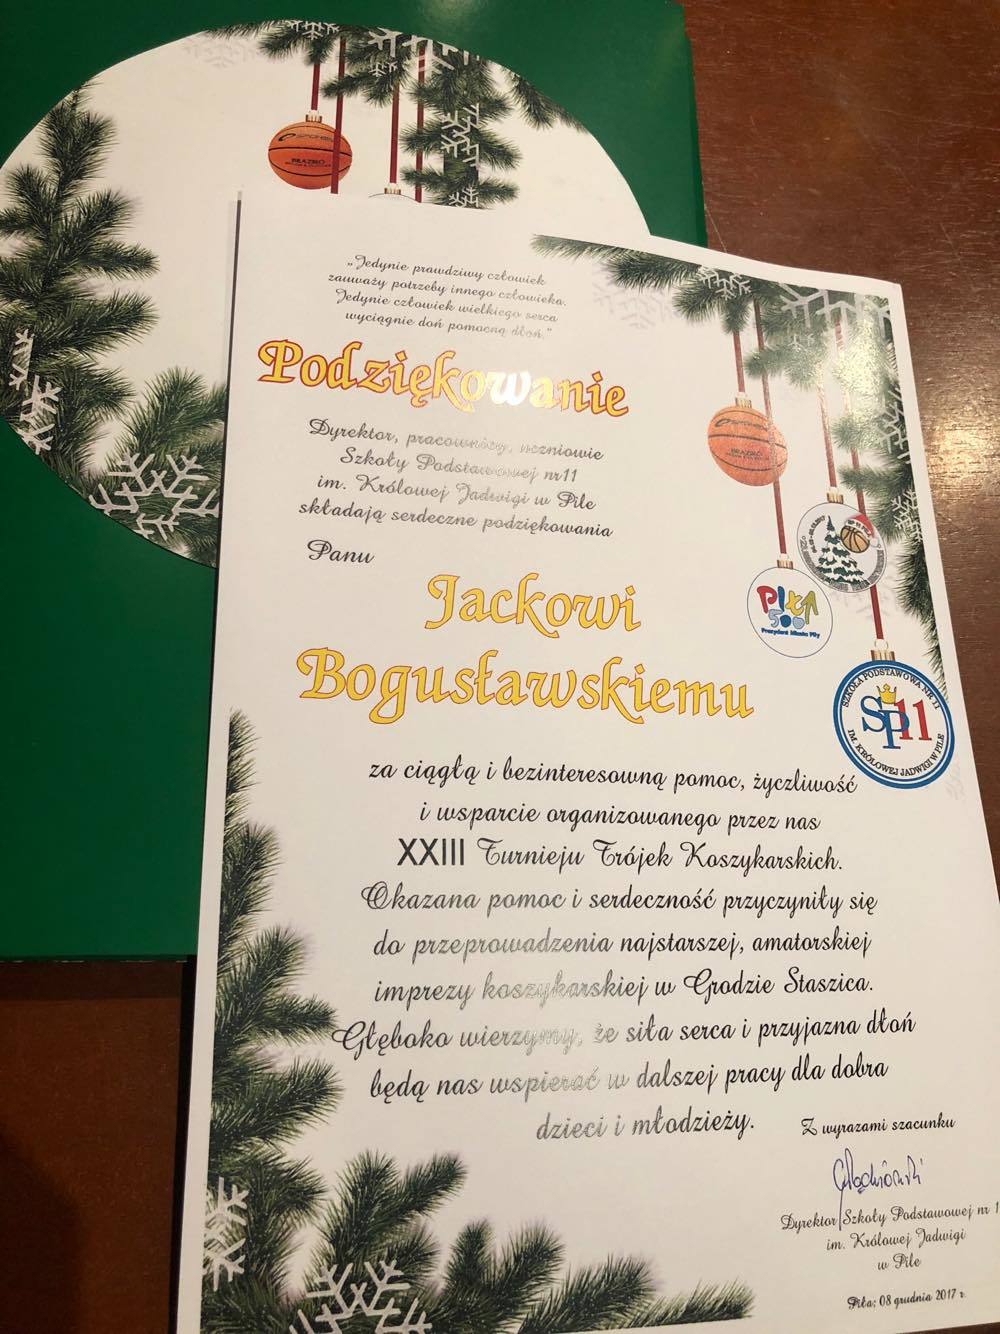 „Jedynie prawdziwy człowiek
zauważy potrzeby innego człowieka.
Jedynie człowiek wielkiego serca
wyciągnie doń pomocną dłoń."
Podziękowanie
Dyrektor, pracownicy, uczniowie
Szkoły Podstawowej nr11
im. Królowej Jadwigi w Pile
składają serdeczne podziękowania
Panu
Jackowi
Bogusławskiemu
za ciągłą i bezinteresowną pomoc, życzliwość
i wsparcie organizowanego przez nas
XXIII Turnieju Trójek Koszykarskich.
Okazana pomoc i serdeczność przyczyniły się
do przeprowadzenia najstarszej, amatorskiej
imprezy koszykarskiej w Grodzie Staszica.
Głęboko wierzymy, że siła serca i przyjazna dłoń
będą nas wspierać w dalszej pracy dla dobra
dzieci i młodzieży.
Z wyrazami szacunku
Dyrektor Szkoły Podstawowej nr 1
im. Królowej Jadwigi
w Pile
Piła; 08 grudnia 2017 r.
Piła
500
Prezydent Miasta Piły
SZKOŁA PODSTAWOWA NR 11
SP11
IM. KRÓLOWEJ JADWIGI W PILE